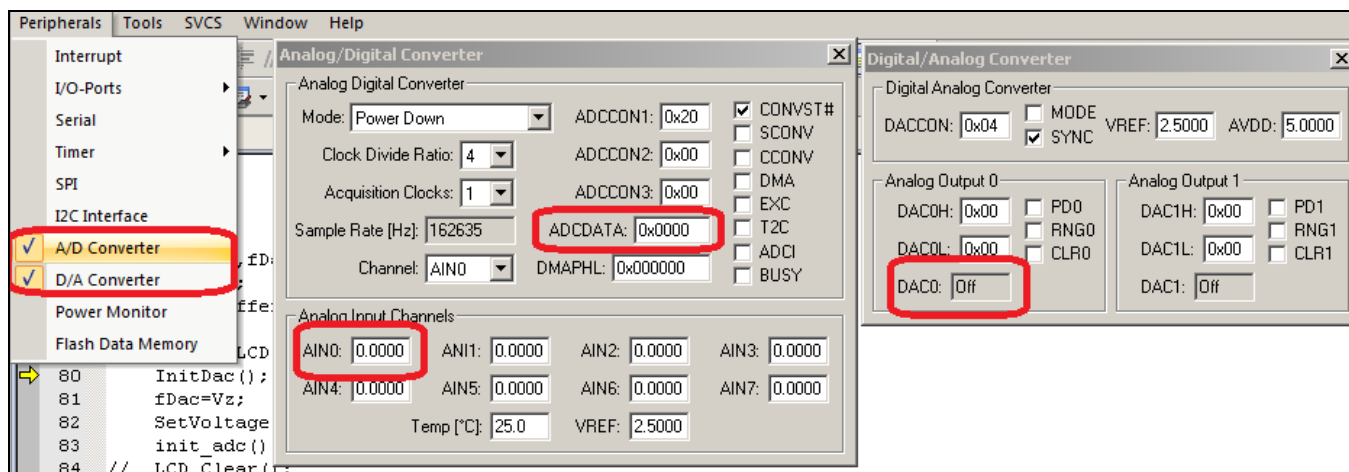 Peripherals Tools SVCS Window Help
Interrupt
I/O-Ports
Serial
Timer
SPI
I2C Interface
A/D Converter
D/A Converter
Power Monitor
Flash Data Memory
Analog/Digital Converter
Analog Digital Converter
Mode: Power Down ADCCON1: 0x20 CONVST#
SCONV
Clock Divide Ratio: 4 ADCCON2: 0x00 CCONV
Acquisition Clocks: 1 ADCCON3: 0x00 DMA
EXC
Sample Rate [Hz]: 162635 ADCDATA: 0x0000 T2C
ADCI
Channel: AIN0 DMAPHL: 0x000000 BUSY
Analog Input Channels
AIN0: 0.0000 ANI1: 0.0000 AIN2: 0.0000 AIN3: 0.0000
AIN4: 0.0000 AIN5: 0.0000 AIN6: 0.0000 AIN7: 0.0000
Temp [°C]: 25.0 VREF: 2.5000
Digital/Analog Converter
Digital Analog Converter
DACCON: 0x04 MODE SYNC VREF: 2.5000 AVDD: 5.0000
Analog Output 0
DAC0H: 0x00 PD0
RNG0
DAC0L: 0x00 CLR0
DAC0: Off
Analog Output 1
DAC1H: 0x00 PD1
RNG1
DAC1L: 0x00 CLR1
DAC1: Off
LCD
80 InitDac();
81 fDac=Vz;
82 SetVoltage
83 init_adc()
84 // LCD_Clear();